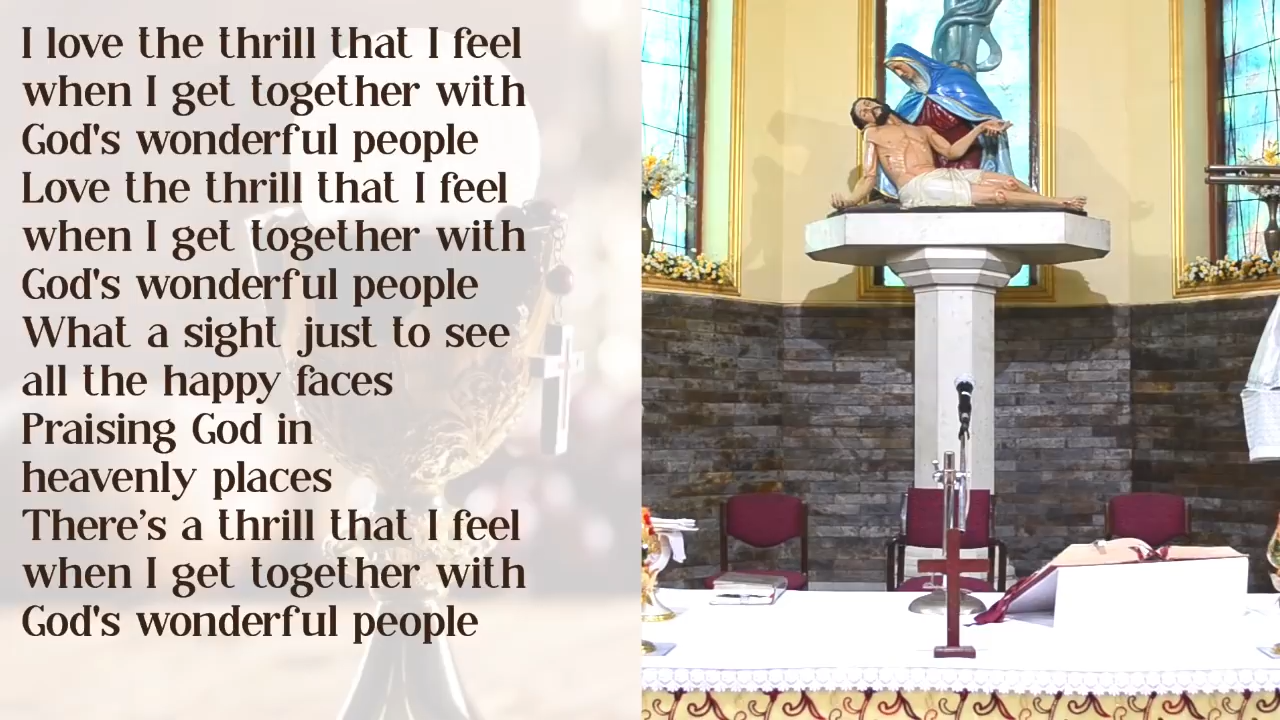 I love the thrill that I feel
when I get together with
God's wonderful people
Love the thrill that I feel
when I get together with
God's wonderful people
What a sight just to see
all the happy faces
Praising God in
heavenly places
There’s a thrill that I feel
when I get together with
God's wonderful people